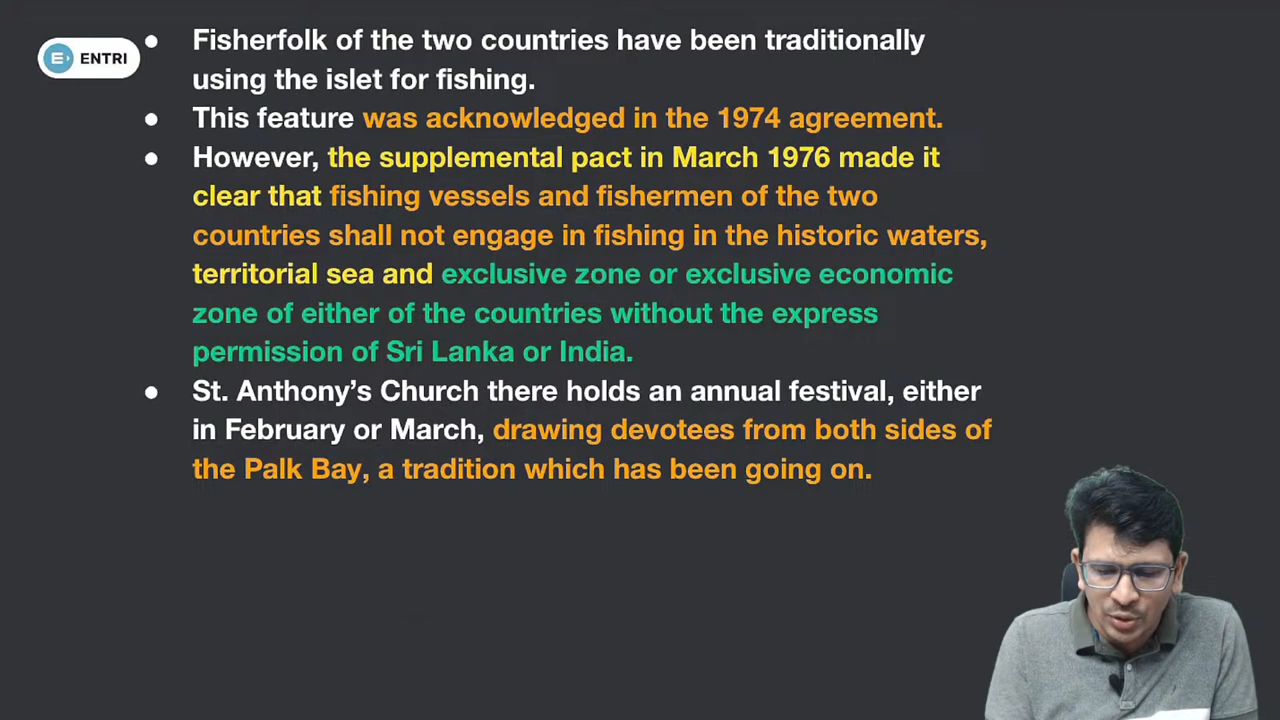 ENTRI
● Fisherfolk of the two countries have been traditionally
using the islet for fishing.
● This feature was acknowledged in the 1974 agreement.
● However, the supplemental pact in March 1976 made it
clear that fishing vessels and fishermen of the two
countries shall not engage in fishing in the historic waters,
territorial sea and exclusive zone or exclusive economic
zone of either of the countries without the express
permission of Sri Lanka or India.
● St. Anthony’s Church there holds an annual festival, either
in February or March, drawing devotees from both sides of
the Palk Bay, a tradition which has been going on.